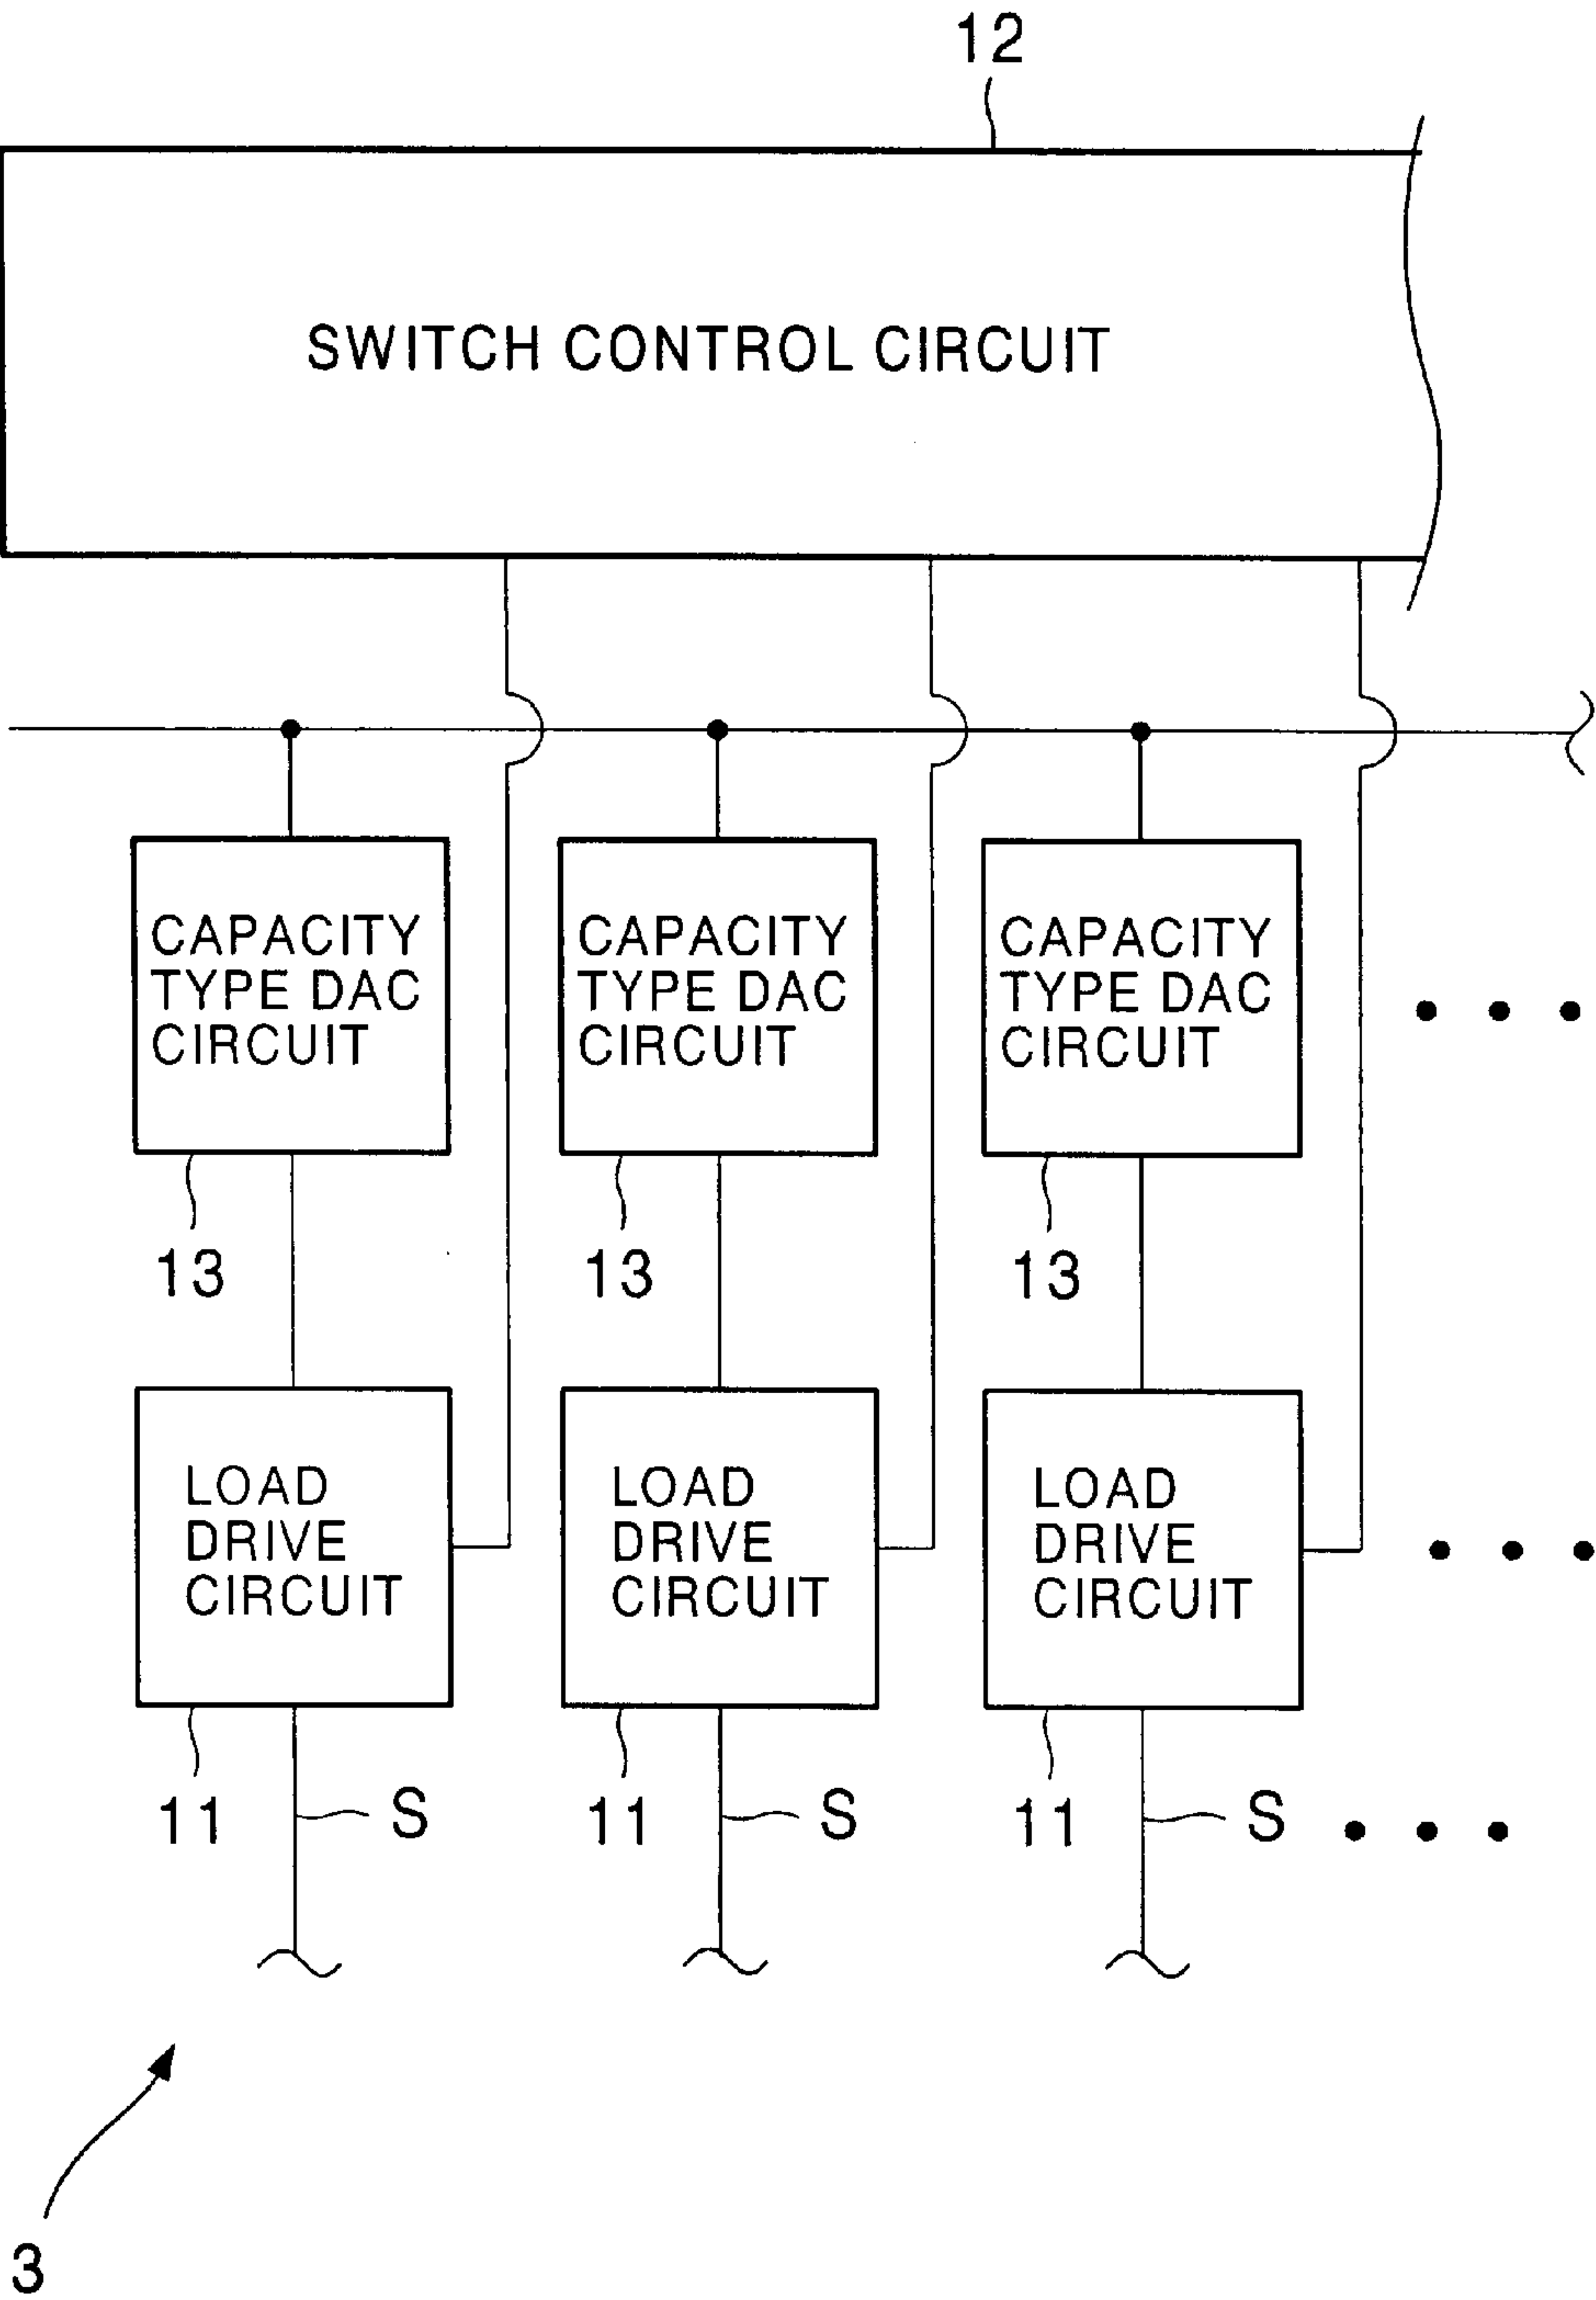 12
SWITCH CONTROL CIRCUIT
CAPACITY
TYPE DAC
CIRCUIT
CAPACITY
TYPE DAC
CIRCUIT
CAPACITY
TYPE DAC
CIRCUIT
13
13
13
LOAD
DRIVE
CIRCUIT
LOAD
DRIVE
CIRCUIT
LOAD
DRIVE
CIRCUIT
11
S
11
S
11
S
3